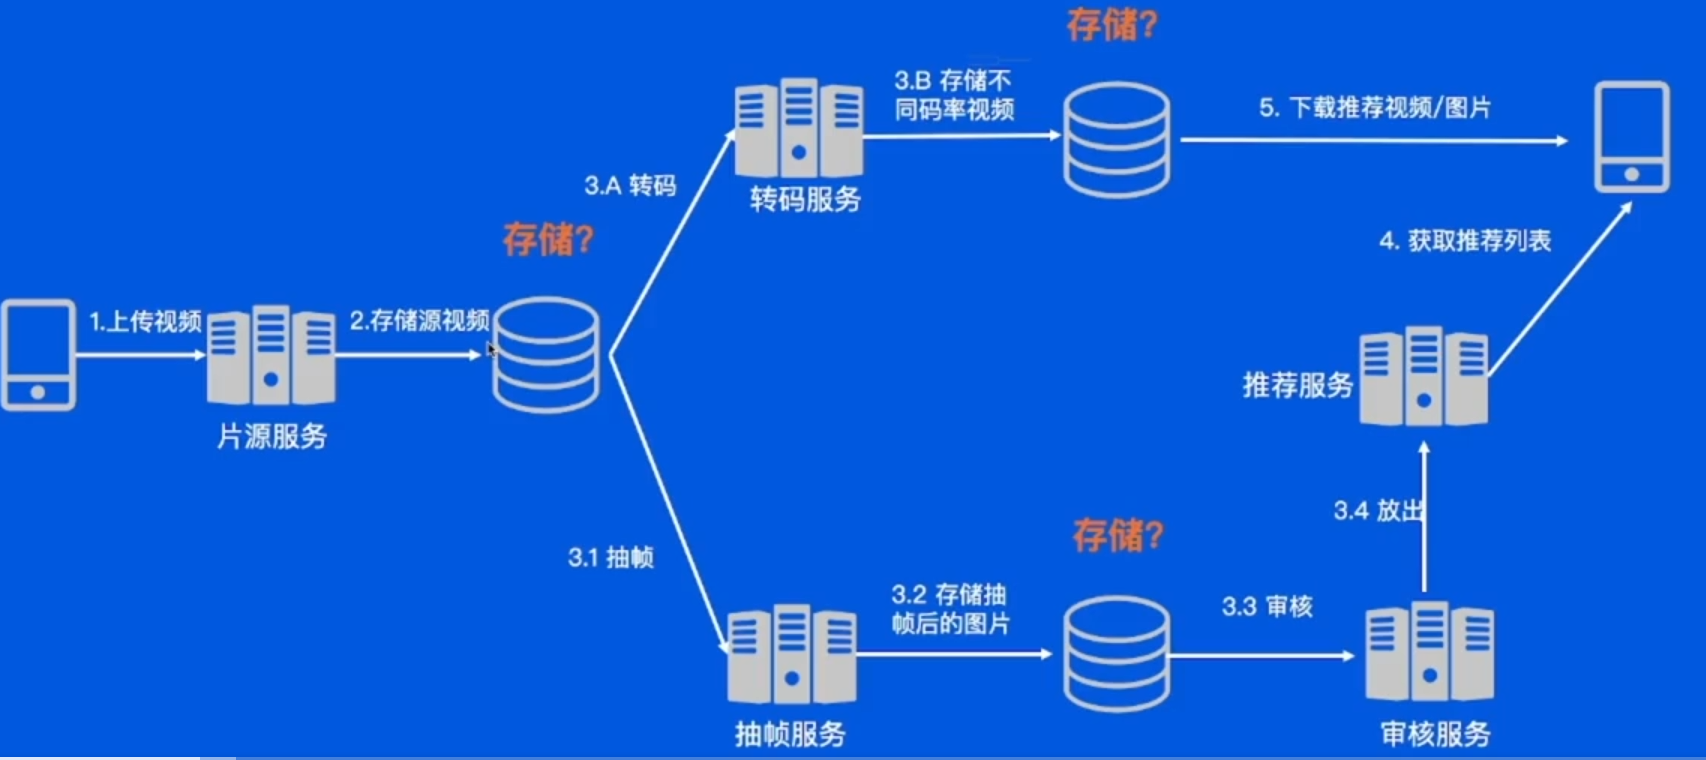 存储?
3.B 存储不
同码率视频
5. 下载推荐视频/图片
3.A 转码
转码服务
存储?
4. 获取推荐列表
1.上传视频
2.存储源视频
片源服务
推荐服务
3.4 放出
存储?
3.1 抽帧
3.2 存储抽
帧后的图片
3.3 审核
抽帧服务
审核服务